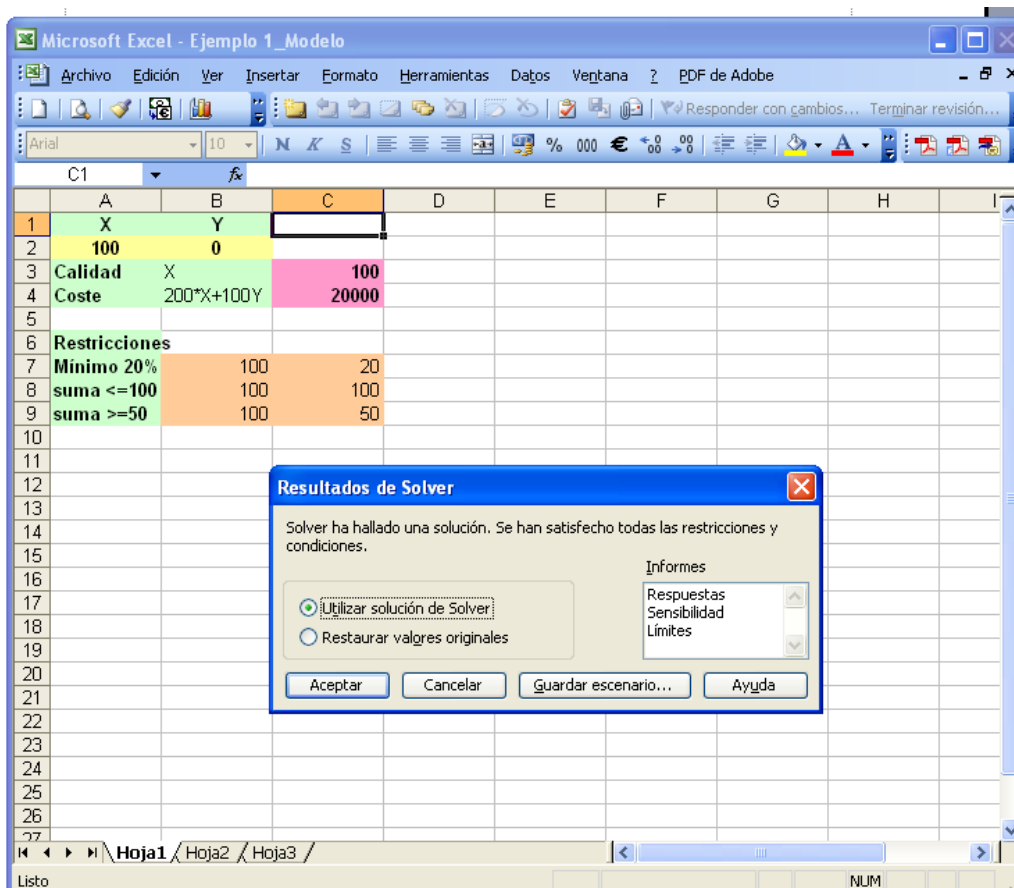 Microsoft Excel - Ejemplo 1_Modelo
Archivo Edición Ver Insertar Formato Herramientas Datos Ventana ? PDF de Adobe
Responder con cambios... Terminar revisión...
Arial 10 N K S % 000 € A
C1 fx
A B C D E F G H I
1 X Y
2 100 0
3 Calidad X 100
4 Coste 200*X+100Y 20000
5
6 Restricciones
7 Mínimo 20% 100 20
8 suma <=100 100 100
9 suma >=50 100 50
10
11
12
13
14
15
16
17
18
19
20
21
22
23
24
25
26
27
Resultados de Solver
Solver ha hallado una solución. Se han satisfecho todas las restricciones y
condiciones.
Informes
Utilizar solución de Solver
Restaurar valores originales
Respuestas
Sensibilidad
Límites
Aceptar Cancelar Guardar escenario... Ayuda
Hoja1 Hoja2 Hoja3
Listo NUM